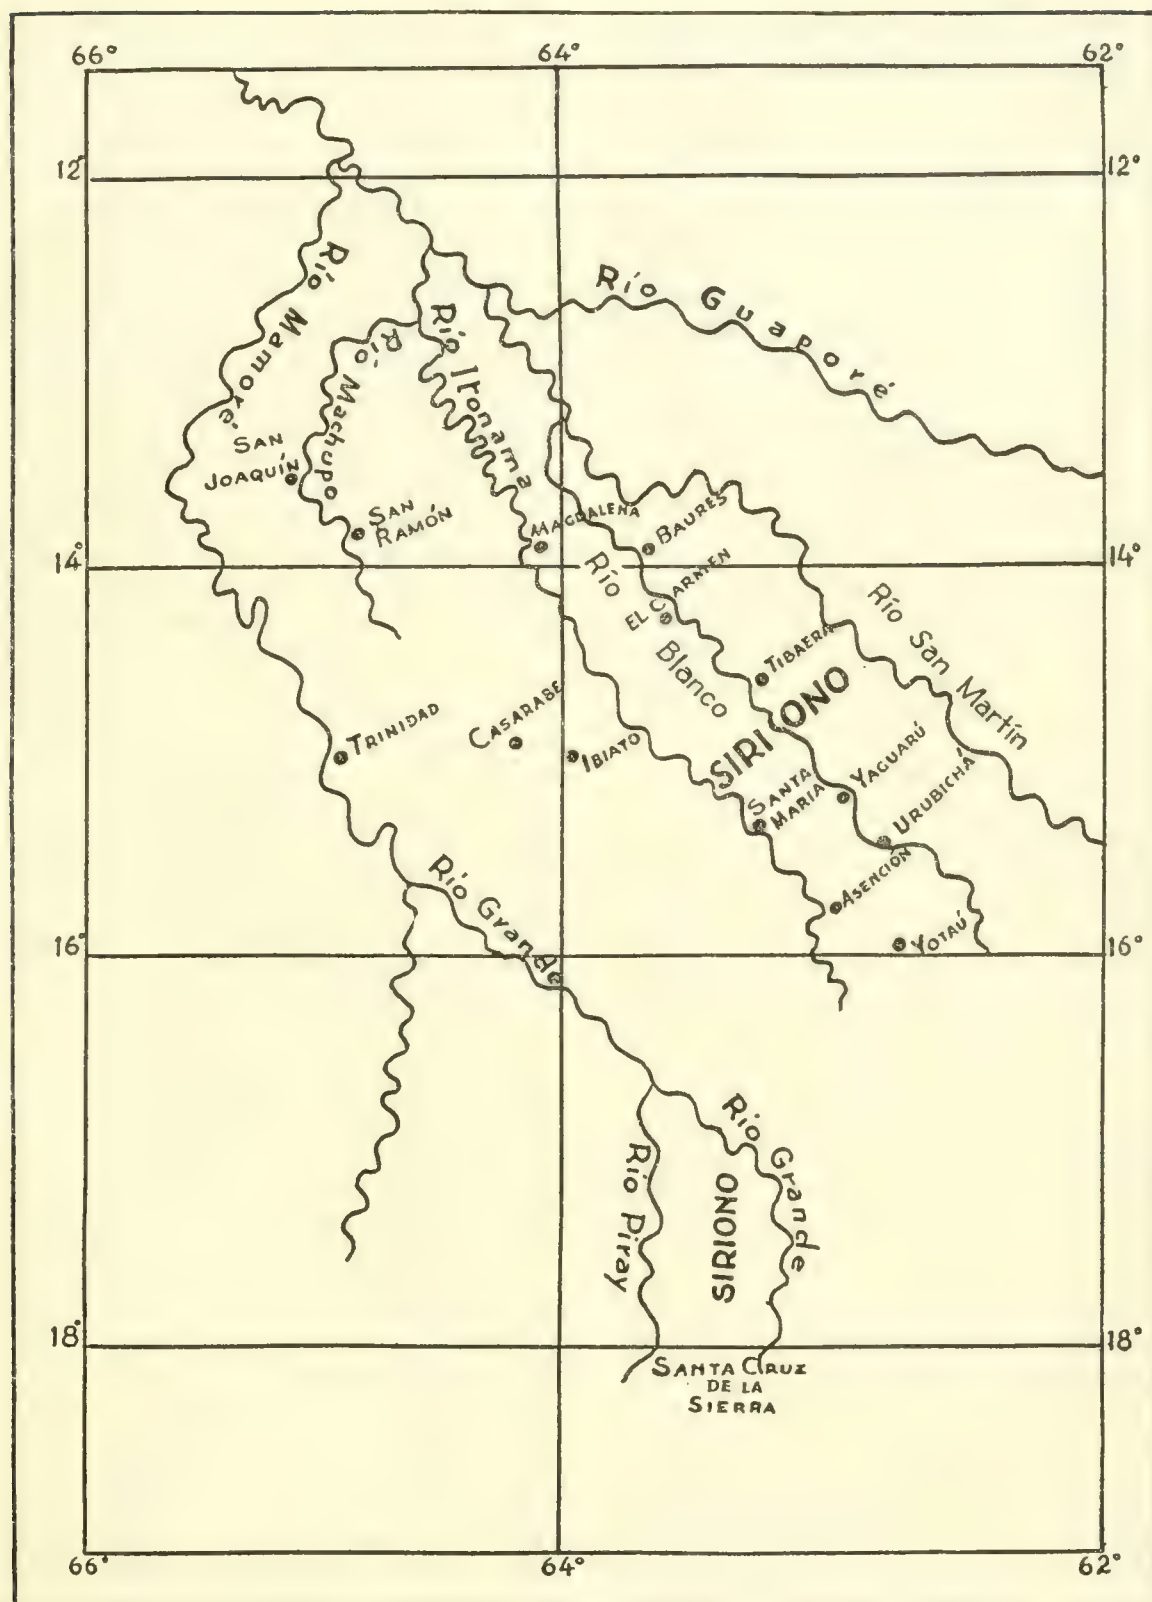 66° 64° 62°
12° 12°
Río Mamoré
Río Guaporé
Río Itonama
Río Machupo
SAN
JOAQUÍN
SAN
RAMÓN
MAGDALENA
BAURES
14° 14°
EL CARMEN
Río Blanco
Río San Martín
TIBAERA
SIRIONO
TRINIDAD
CASARABE
IBIATO
SANTA
MARIA
YAGUARÚ
URUBICHÁ
ASENCIÓN
YOTAÚ
Río Grande
16° 16°
Río Grande
Río Piray
SIRIONO
18° 18°
SANTA CRUZ
DE LA
SIERRA
66° 64° 62°